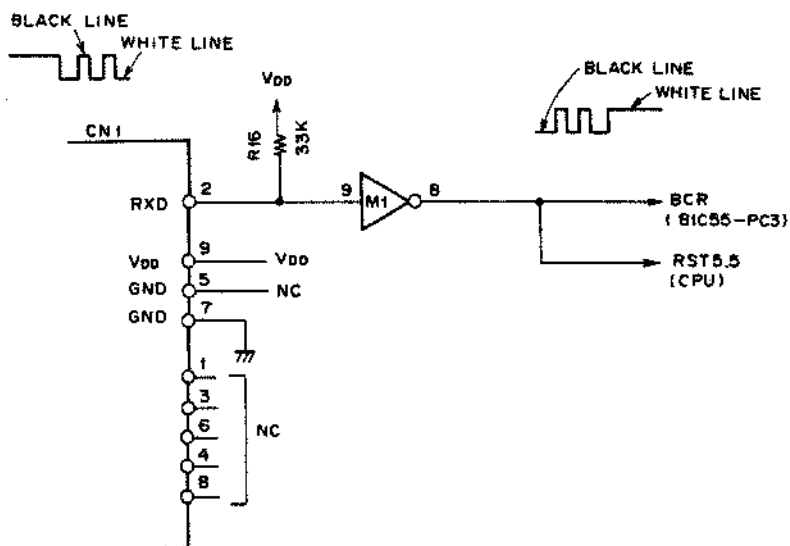 BLACK LINE
WHITE LINE
VDD
BLACK LINE
WHITE LINE
CN1
R16
33K
RXD
2
9
M1
8
BCR
(81C55-PC3)
9
VDD
VDD
RST5.5
(CPU)
5
GND
NC
7
GND
1
3
6
4
8
NC